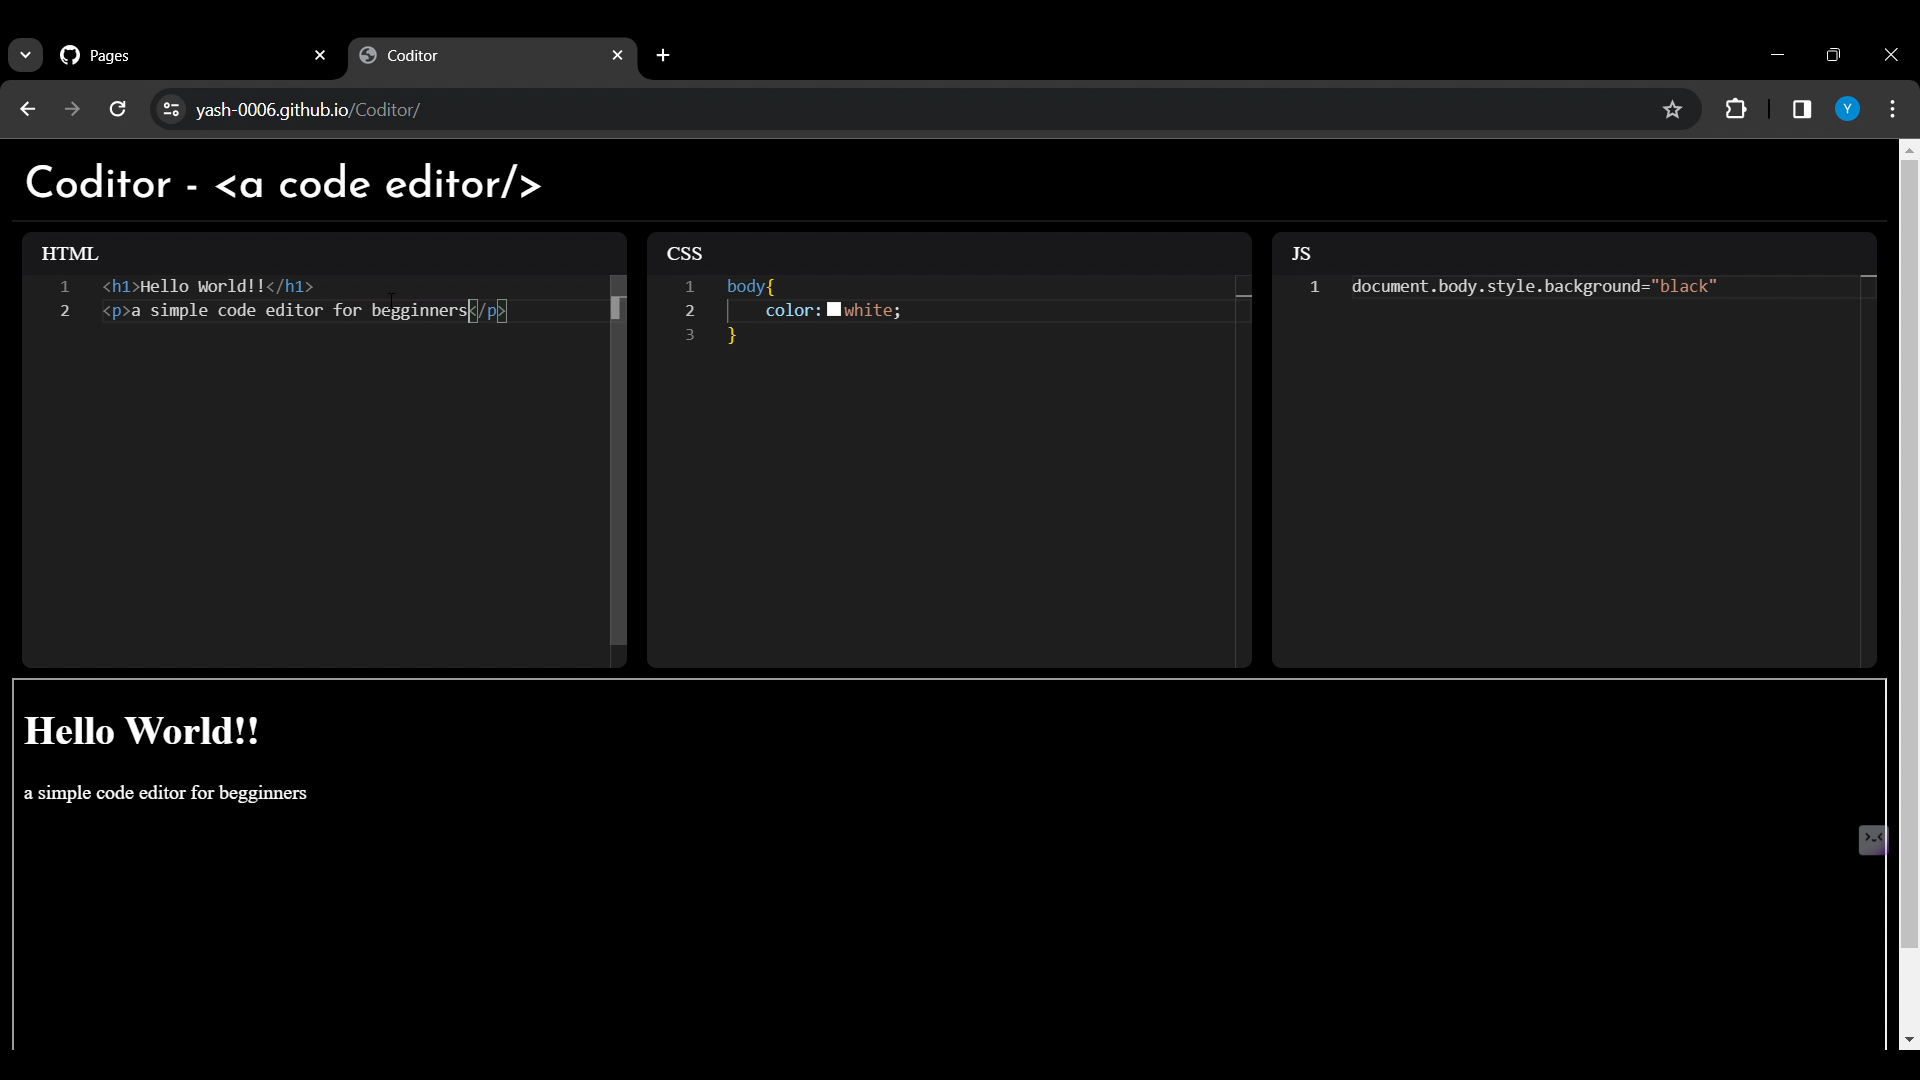 Pages
Coditor
yash-0006.github.io/Coditor/
Y
Coditor - <a code editor/>
HTML
1 <h1>Hello World!!</h1>
2 <p>a simple code editor for begginners</p>
CSS
1 body{
2 color: white;
3 }
JS
1 document.body.style.background="black"
Hello World!!
a simple code editor for begginners